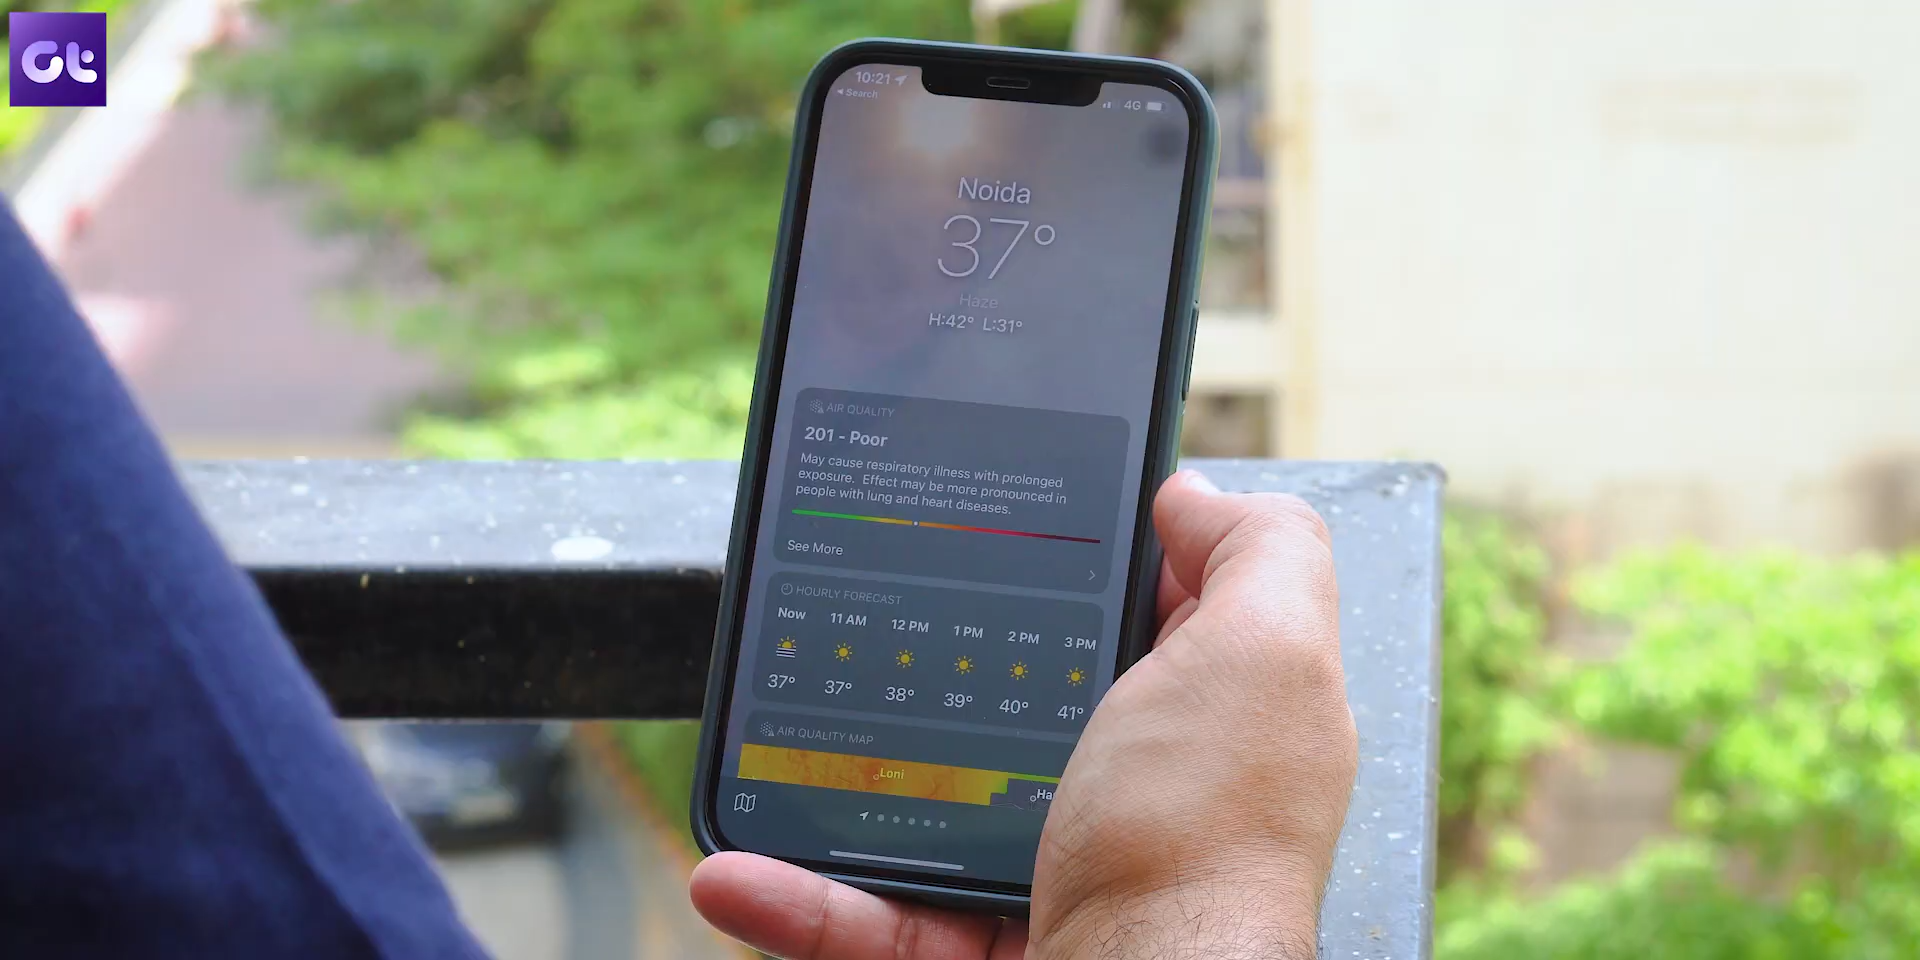 Gt
10:21
Search
4G
Noida
37°
Haze
H:42° L:31°
AIR QUALITY
201 - Poor
May cause respiratory illness with prolonged
exposure. Effect may be more pronounced in
people with lung and heart diseases.
See More
HOURLY FORECAST
Now 11 AM 12 PM 1 PM 2 PM 3 PM
37° 37° 38° 39° 40° 41°
AIR QUALITY MAP
Loni